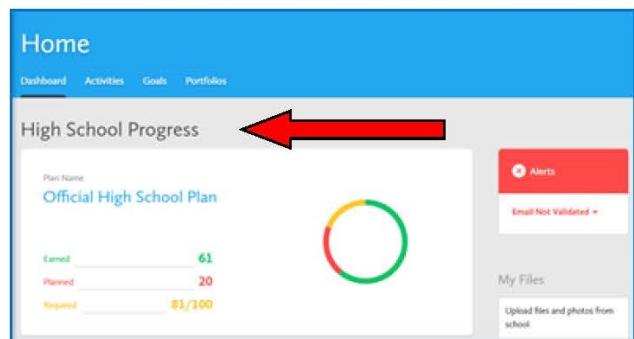 Home
Dashboard Activities Goals Portfolios
High School Progress
Plan Name
Official High School Plan
Earned 61
Planned 20
Required 81/100
Alerts
Email Not Validated
My Files
Upload files and photos from
school